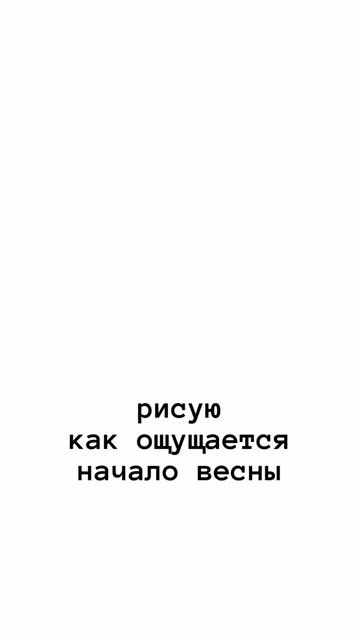 рисую
как ощущается
начало весны